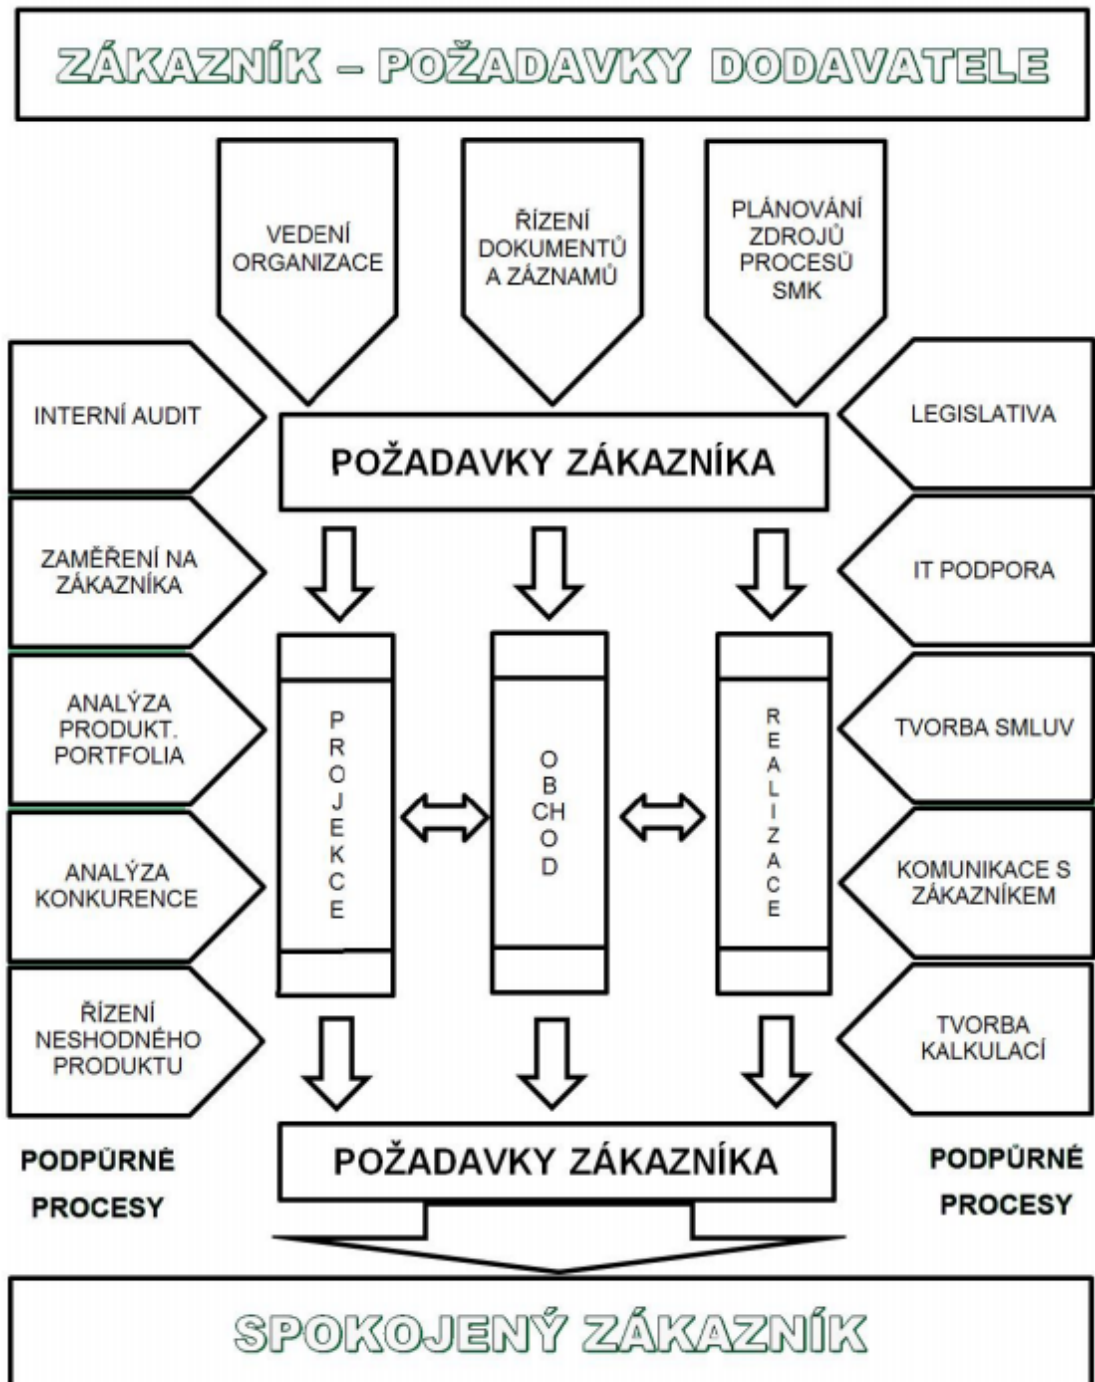 ZÁKAZNÍK – POŽADAVKY DODAVATELE
VEDENÍ
ORGANIZACE
ŘÍZENÍ
DOKUMENTŮ
A ZÁZNAMŮ
PLÁNOVÁNÍ
ZDROJŮ
PROCESŮ
SMK
INTERNÍ AUDIT
POŽADAVKY ZÁKAZNÍKA
LEGISLATIVA
ZAMĚŘENÍ NA
ZÁKAZNÍKA
IT PODPORA
ANALÝZA
PRODUKT.
PORTFOLIA
PROJEKCE
OBCHOD
REALIZACE
TVORBA SMLUV
ANALÝZA
KONKURENCE
KOMUNIKACE S
ZÁKAZNÍKEM
ŘÍZENÍ
NESHODNÉHO
PRODUKTU
TVORBA
KALKULACÍ
PODPŮRNÉ
PROCESY
POŽADAVKY ZÁKAZNÍKA
PODPŮRNÉ
PROCESY
SPOKOJENÝ ZÁKAZNÍK